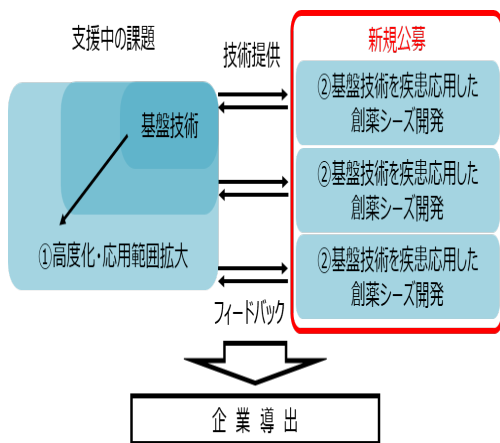 支援中の課題
技術提供
新規公募
基盤技術
①高度化・応用範囲拡大
②基盤技術を疾患応用した
創薬シーズ開発
②基盤技術を疾患応用した
創薬シーズ開発
②基盤技術を疾患応用した
創薬シーズ開発
フィードバック
企業導出